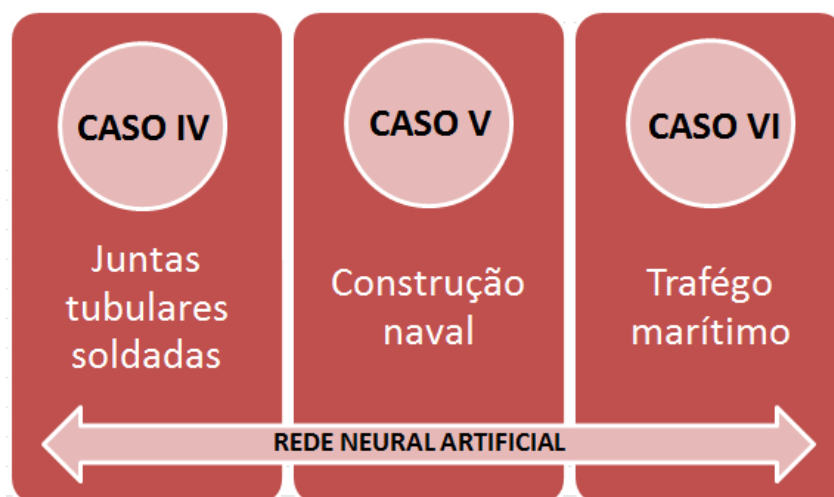 CASO IV
Juntas
tubulares
soldadas
CASO V
Construção
naval
CASO VI
Trafégo
marítimo
REDE NEURAL ARTIFICIAL